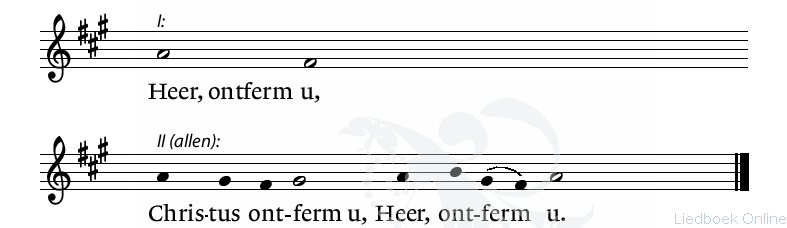 I:
Heer, ontferm u,
II (allen):
Chris-tus ont-ferm u, Heer, ont-ferm u.
Liedboek Online